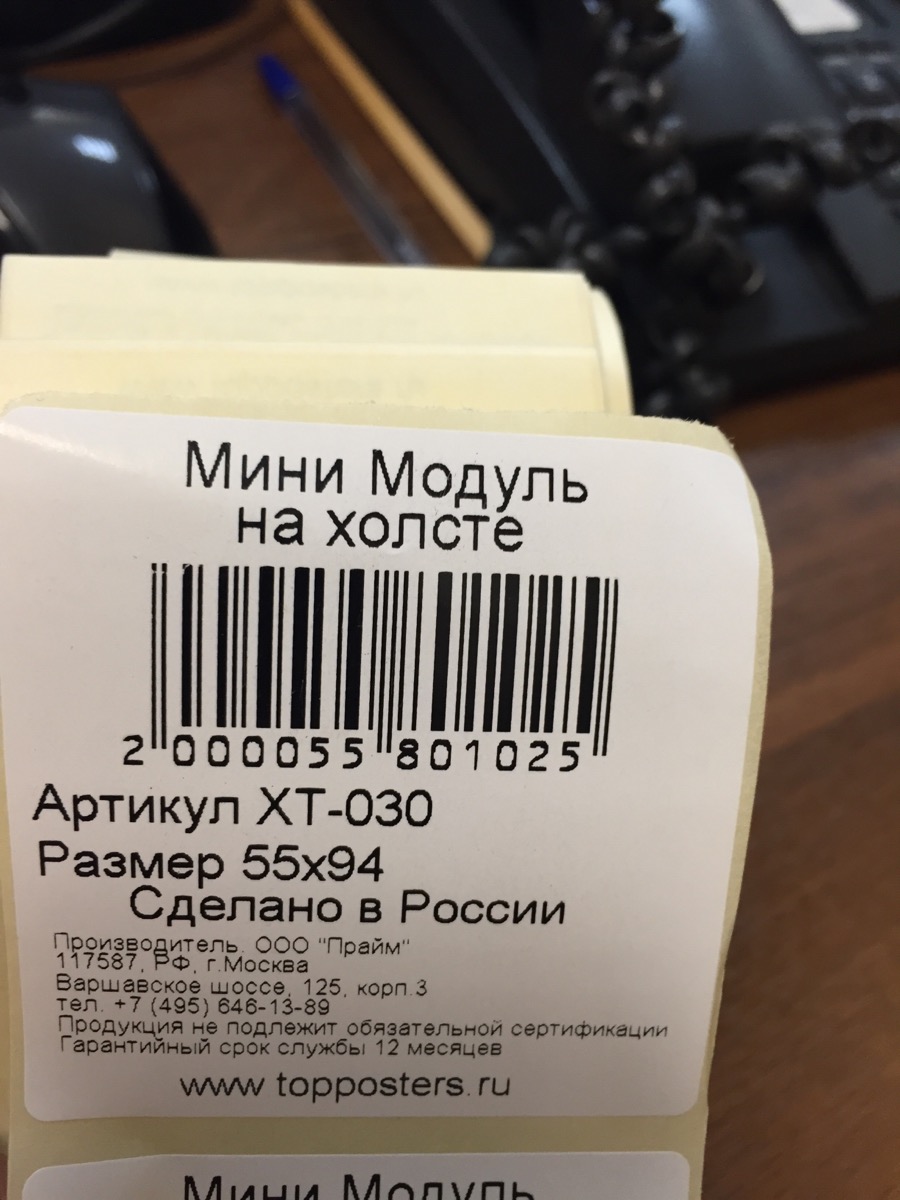 Мини Модуль
на холсте
2 000055 801025
Артикул ХТ-030
Размер 55х94
Сделано в России
Производитель. ООО "Прайм"
117587, РФ, г.Москва
Варшавское шоссе, 125, корп.3
тел. +7 (495) 646-13-89
Продукция не подлежит обязательной сертификации
Гарантийный срок службы 12 месяцев
www topposters.ru
Мини Модуль